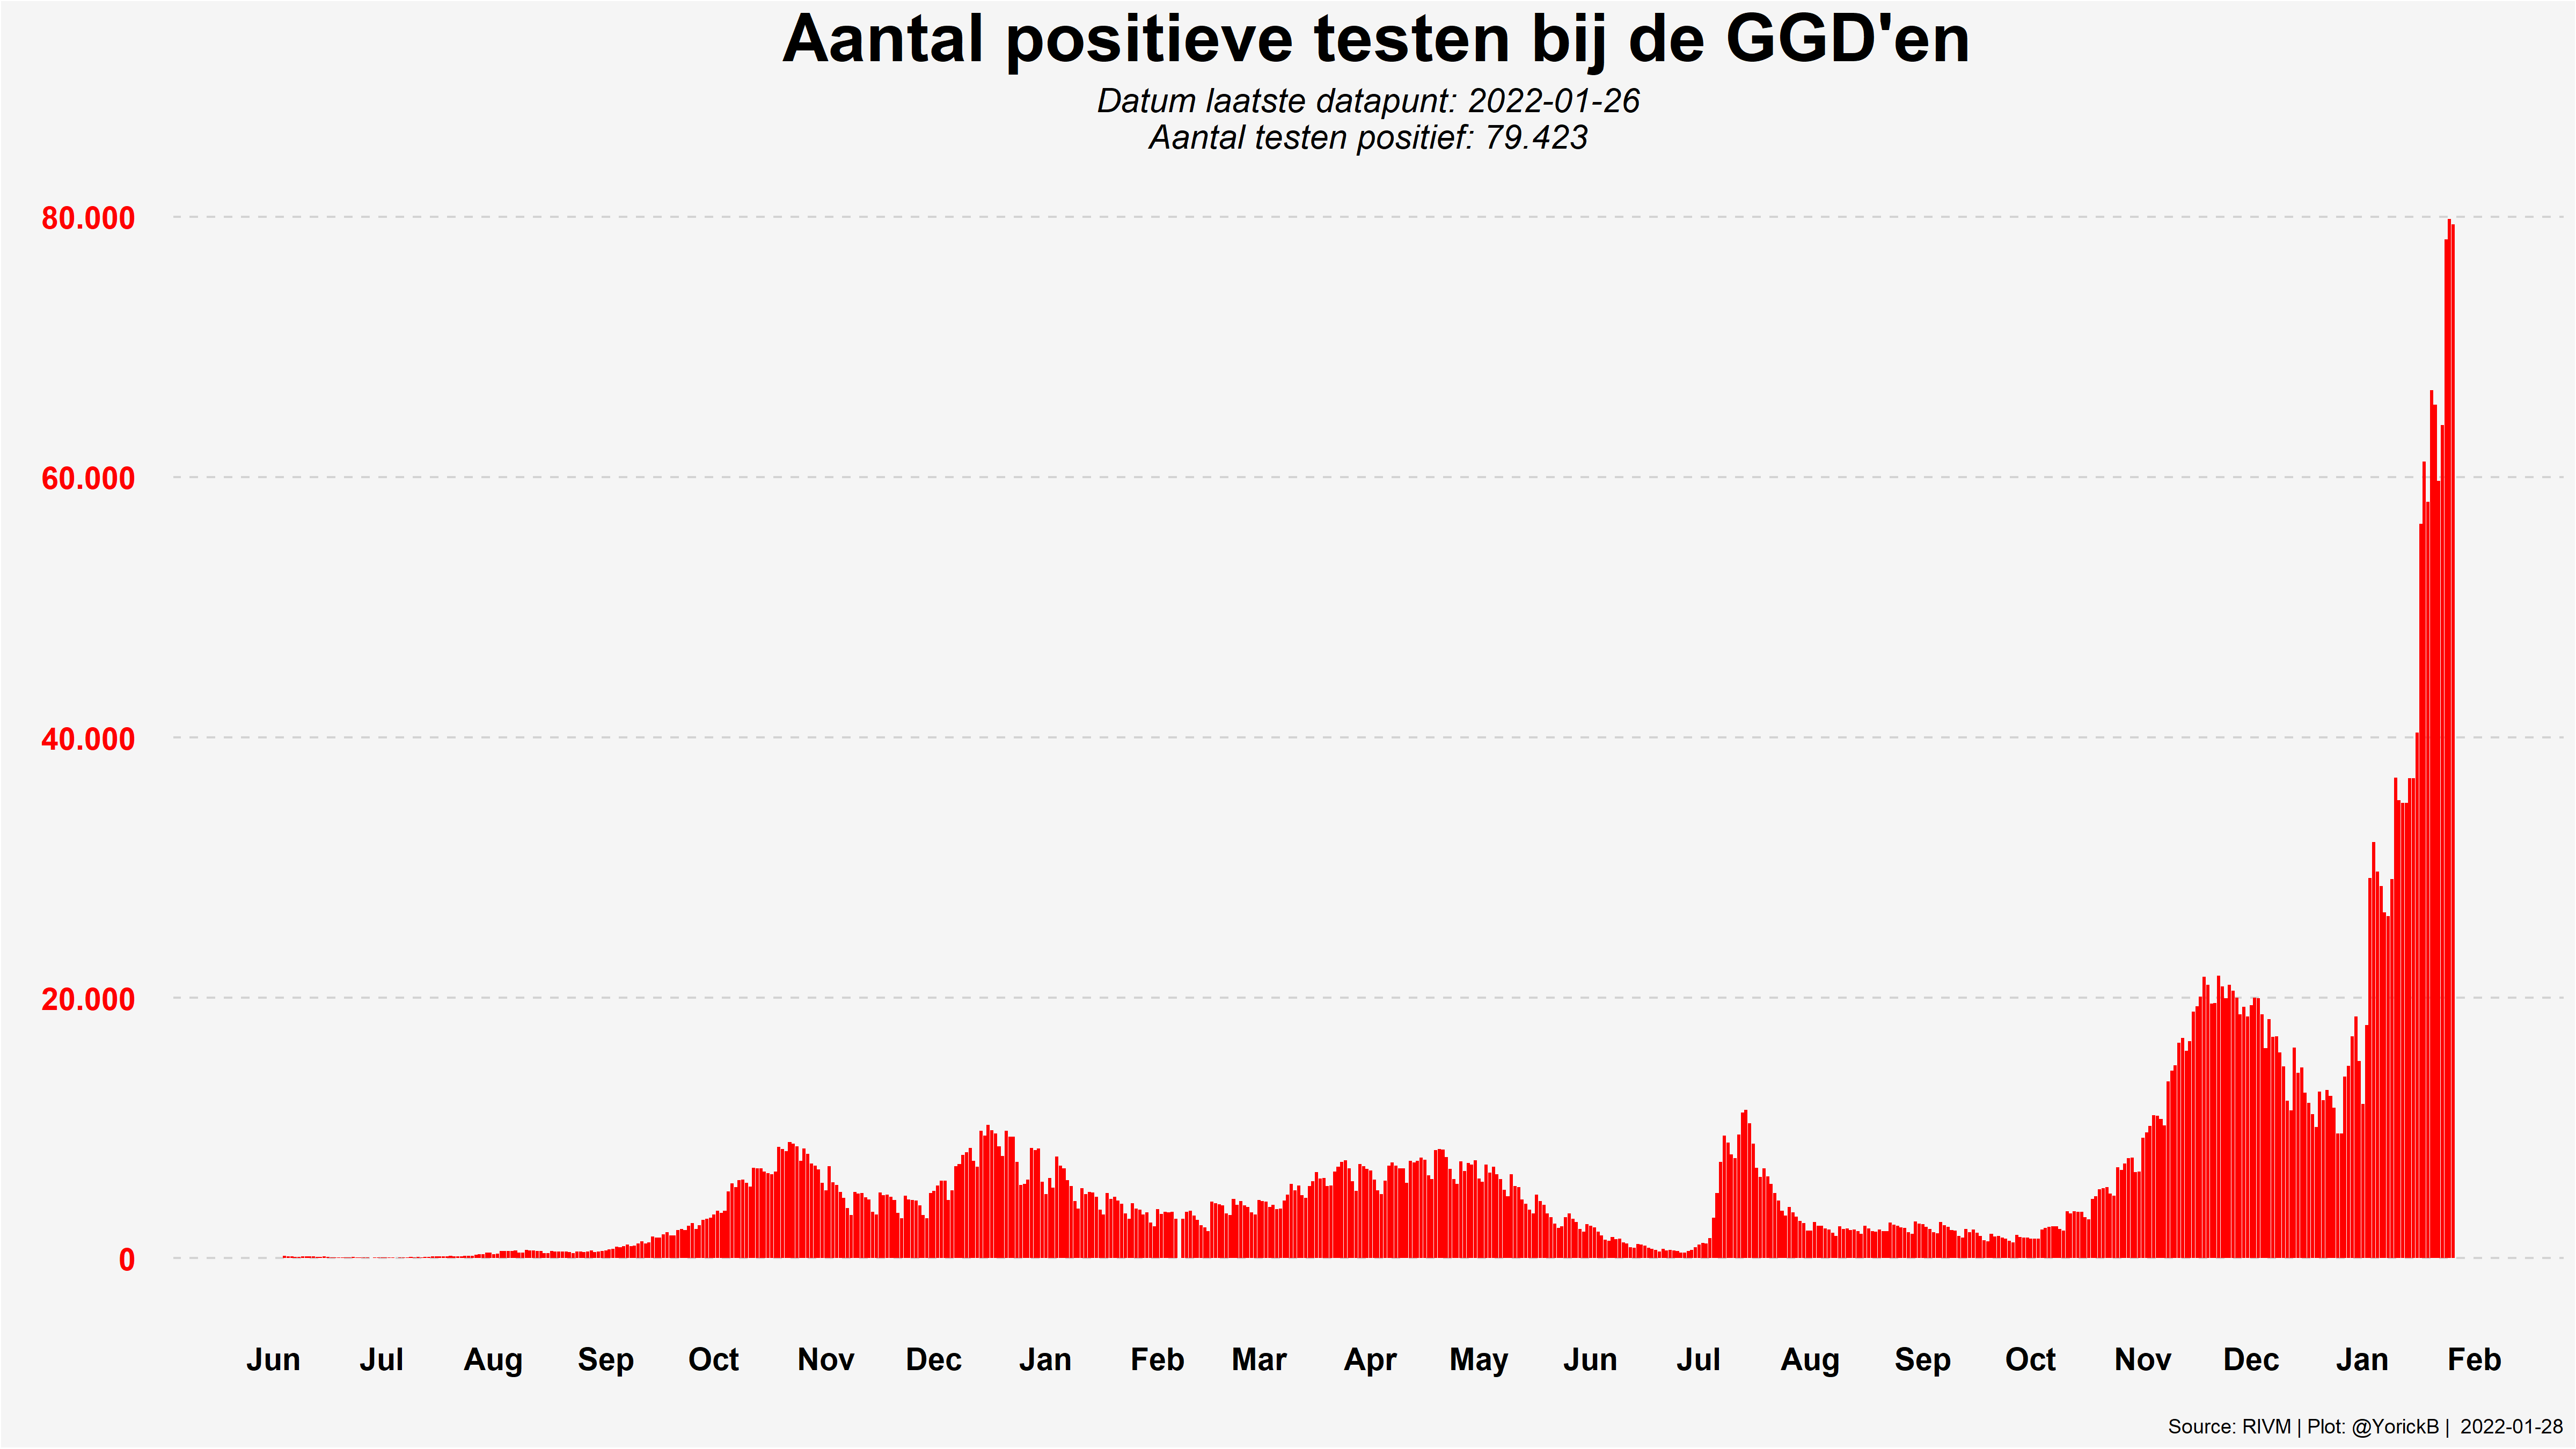 Aantal positieve testen bij de GGD'en
Datum laatste datapunt: 2022-01-26
Aantal testen positief: 79.423
80.000
60.000
40.000
20.000
0
Jun Jul Aug Sep Oct Nov Dec Jan Feb Mar Apr May Jun Jul Aug Sep Oct Nov Dec Jan Feb
Source: RIVM | Plot: @YorickB | 2022-01-28